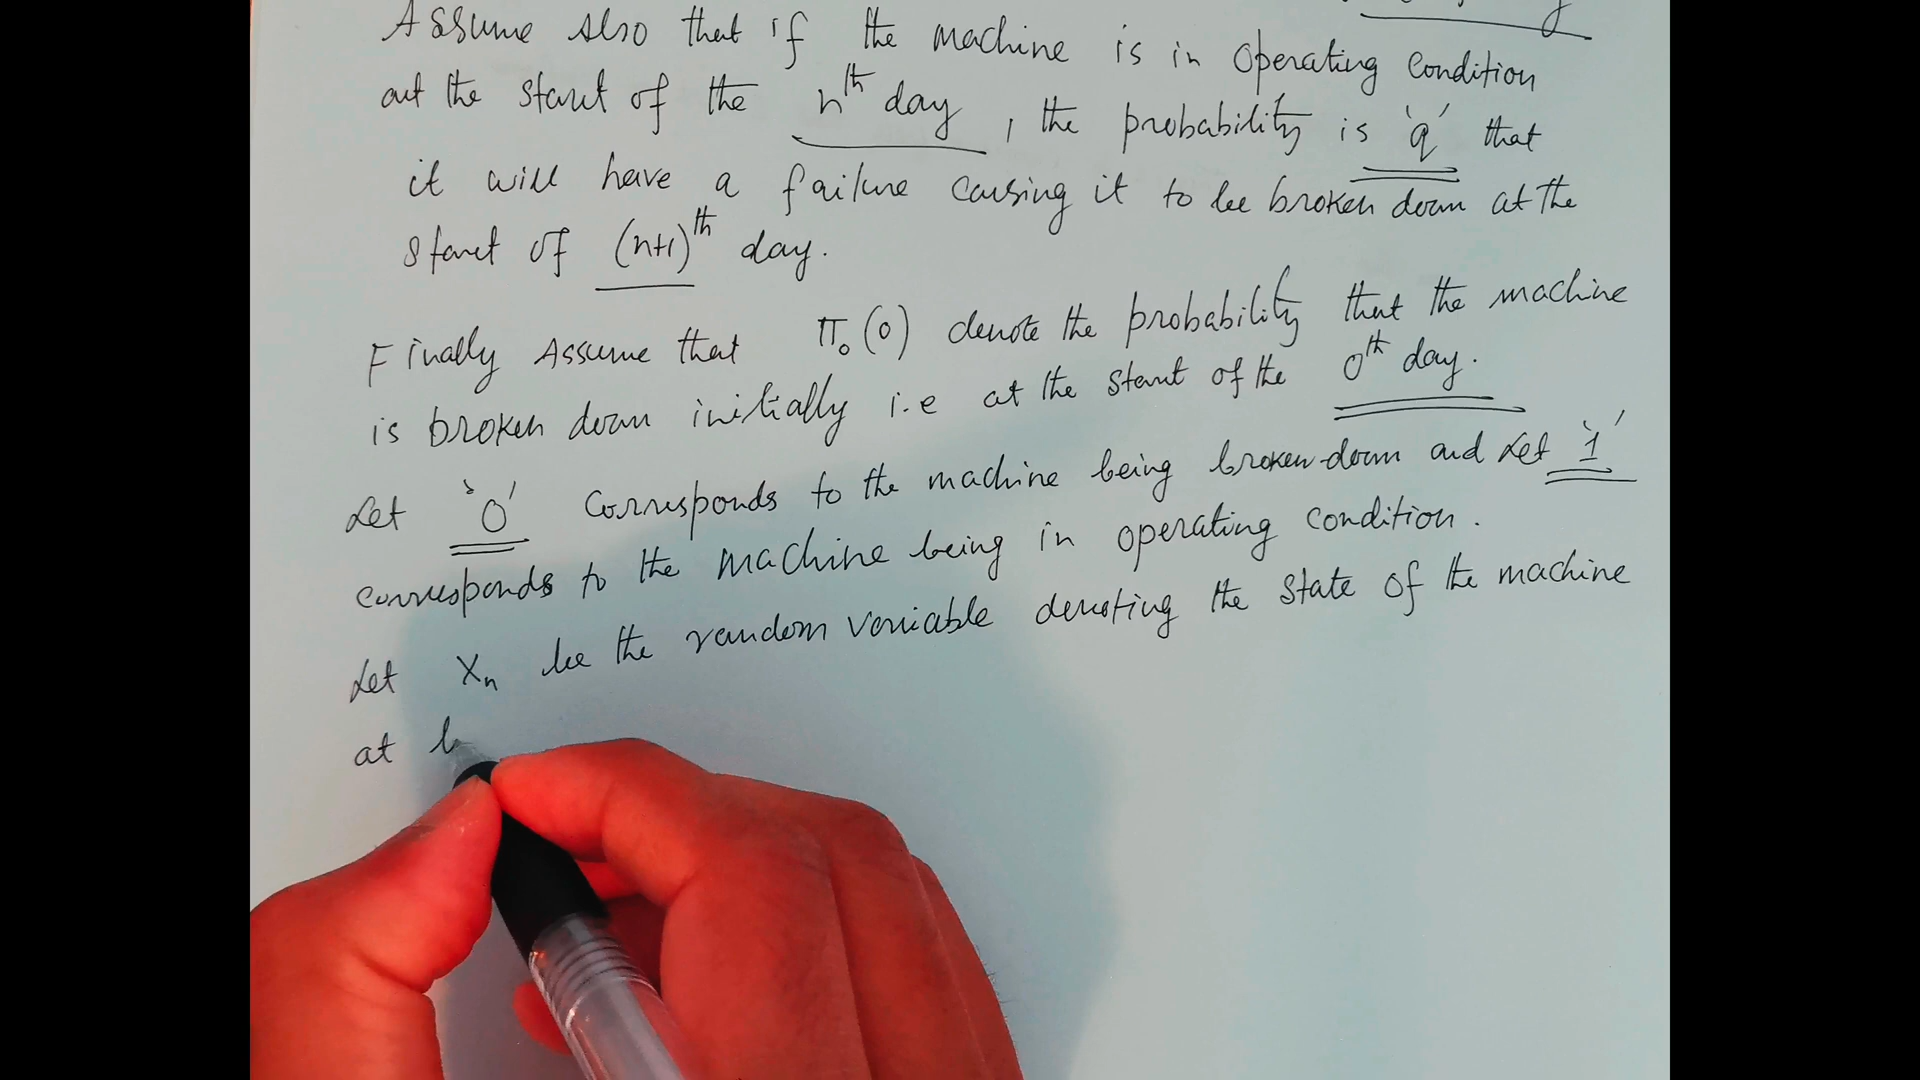 Assume Also that if the machine is in operating condition
at the start of the nth day, the probability is 'q' that
it will have a failure causing it to be broken down at the
start of (n+1)th day.
Finally Assume that π₀(0) denote the probability that the machine
is broken down initially i.e at the start of the 0th day.
Let '0' corresponds to the machine being broken-down and Let '1'
corresponds to the machine being in operating condition.
Let Xn be the random variable denoting the state of the machine
at